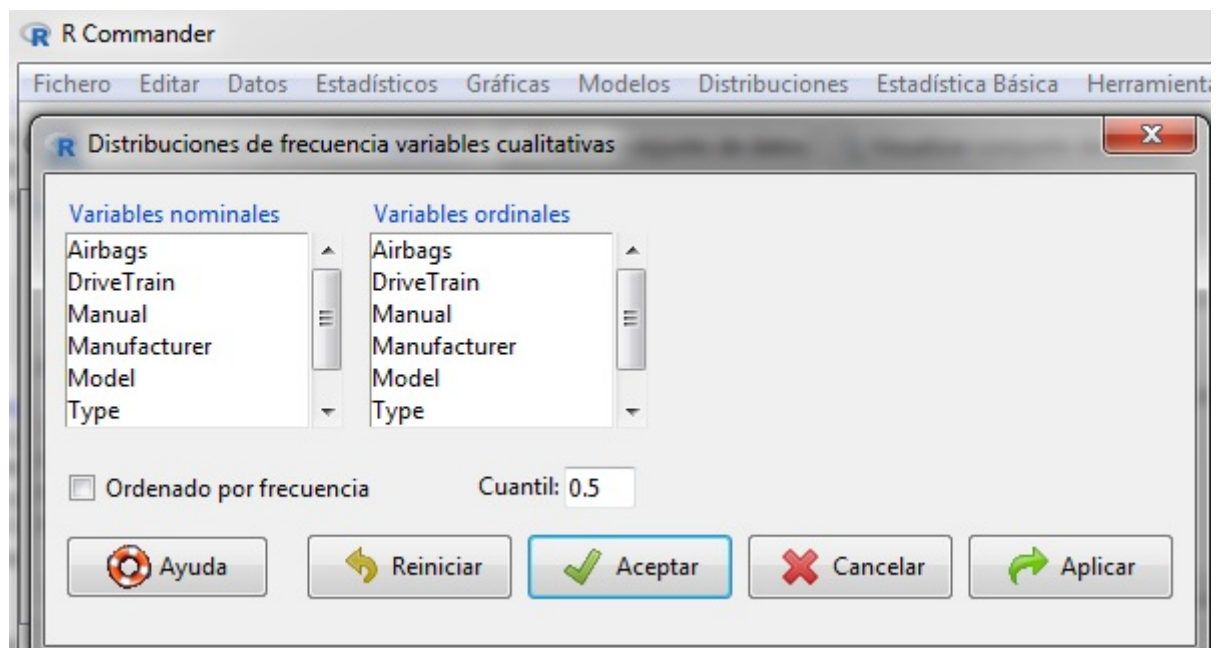 R Commander
Fichero Editar Datos Estadísticos Gráficas Modelos Distribuciones Estadística Básica Herramient
Distribuciones de frecuencia variables cualitativas
Variables nominales Variables ordinales
Airbags Airbags
DriveTrain DriveTrain
Manual Manual
Manufacturer Manufacturer
Model Model
Type Type
Ordenado por frecuencia Cuantil: 0.5
Ayuda Reiniciar Aceptar Cancelar Aplicar